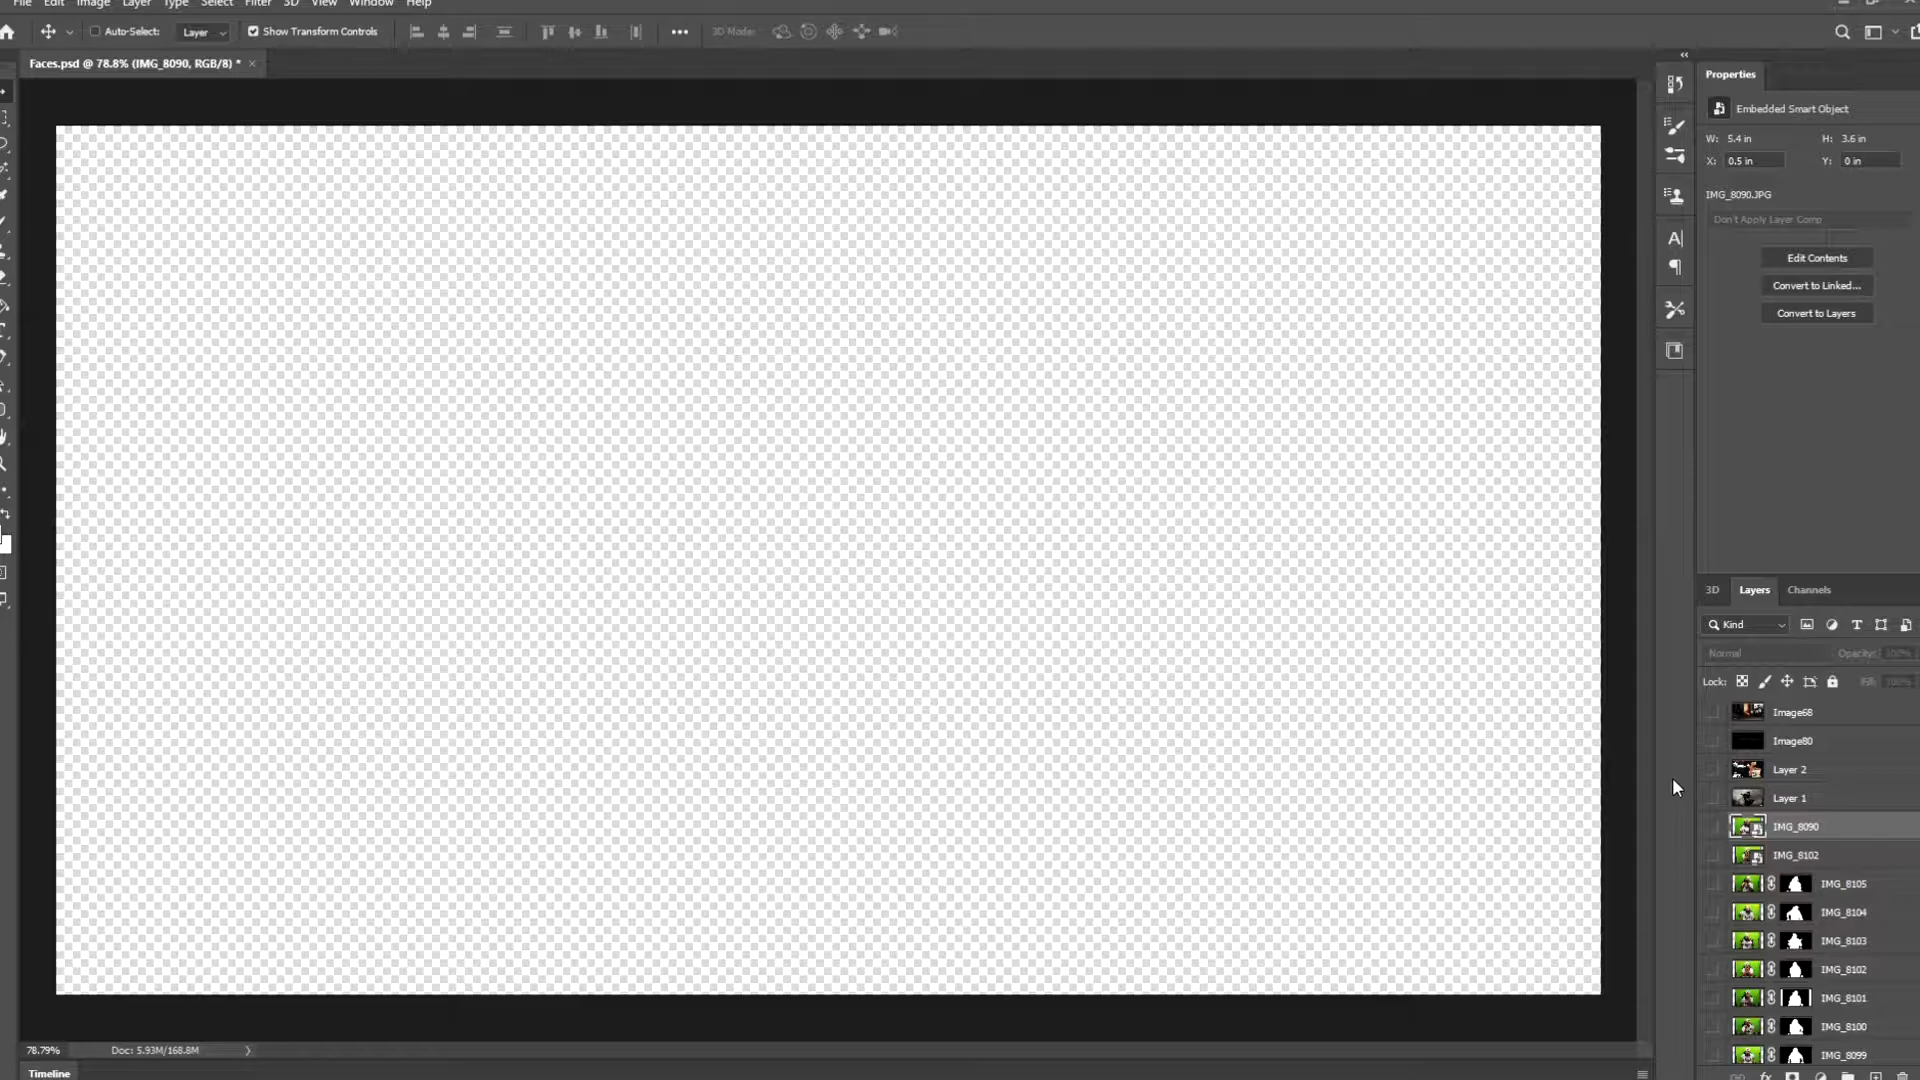 File Edit Image Layer Type Select Filter 3D View Window Help
Auto-Select: Layer Show Transform Controls 3D Mode:
Faces.psd @ 78.8% (IMG_8090, RGB/8) *
Properties
Embedded Smart Object
W: 5.4 in H: 3.6 in
X: 0.5 in Y: 0 in
IMG_8090.JPG
Don't Apply Layer Comp
Edit Contents
Convert to Linked...
Convert to Layers
3D Layers Channels
Kind
Normal Opacity: 100%
Lock: Fill: 100%
Image68
Image80
Layer 2
Layer 1
IMG_8090
IMG_8102
IMG_8105
IMG_8104
IMG_8103
IMG_8102
IMG_8101
IMG_8100
IMG_8099
78.79% Doc: 5.93M/168.8M
Timeline